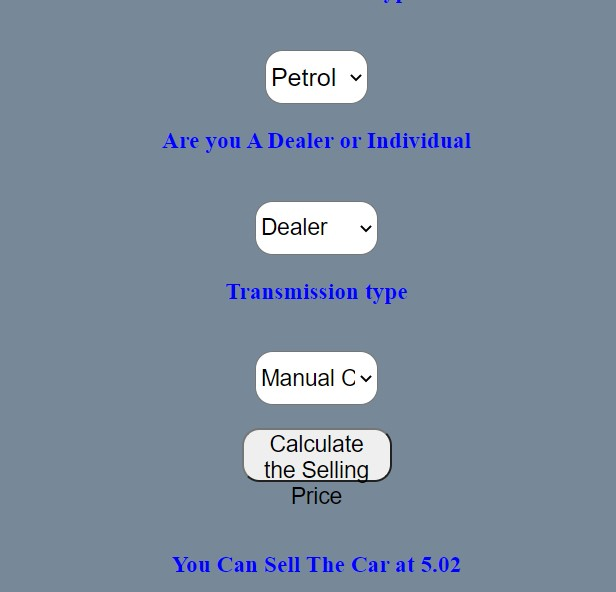 Petrol
Are you A Dealer or Individual
Dealer
Transmission type
Manual C
Calculate
the Selling
Price
You Can Sell The Car at 5.02